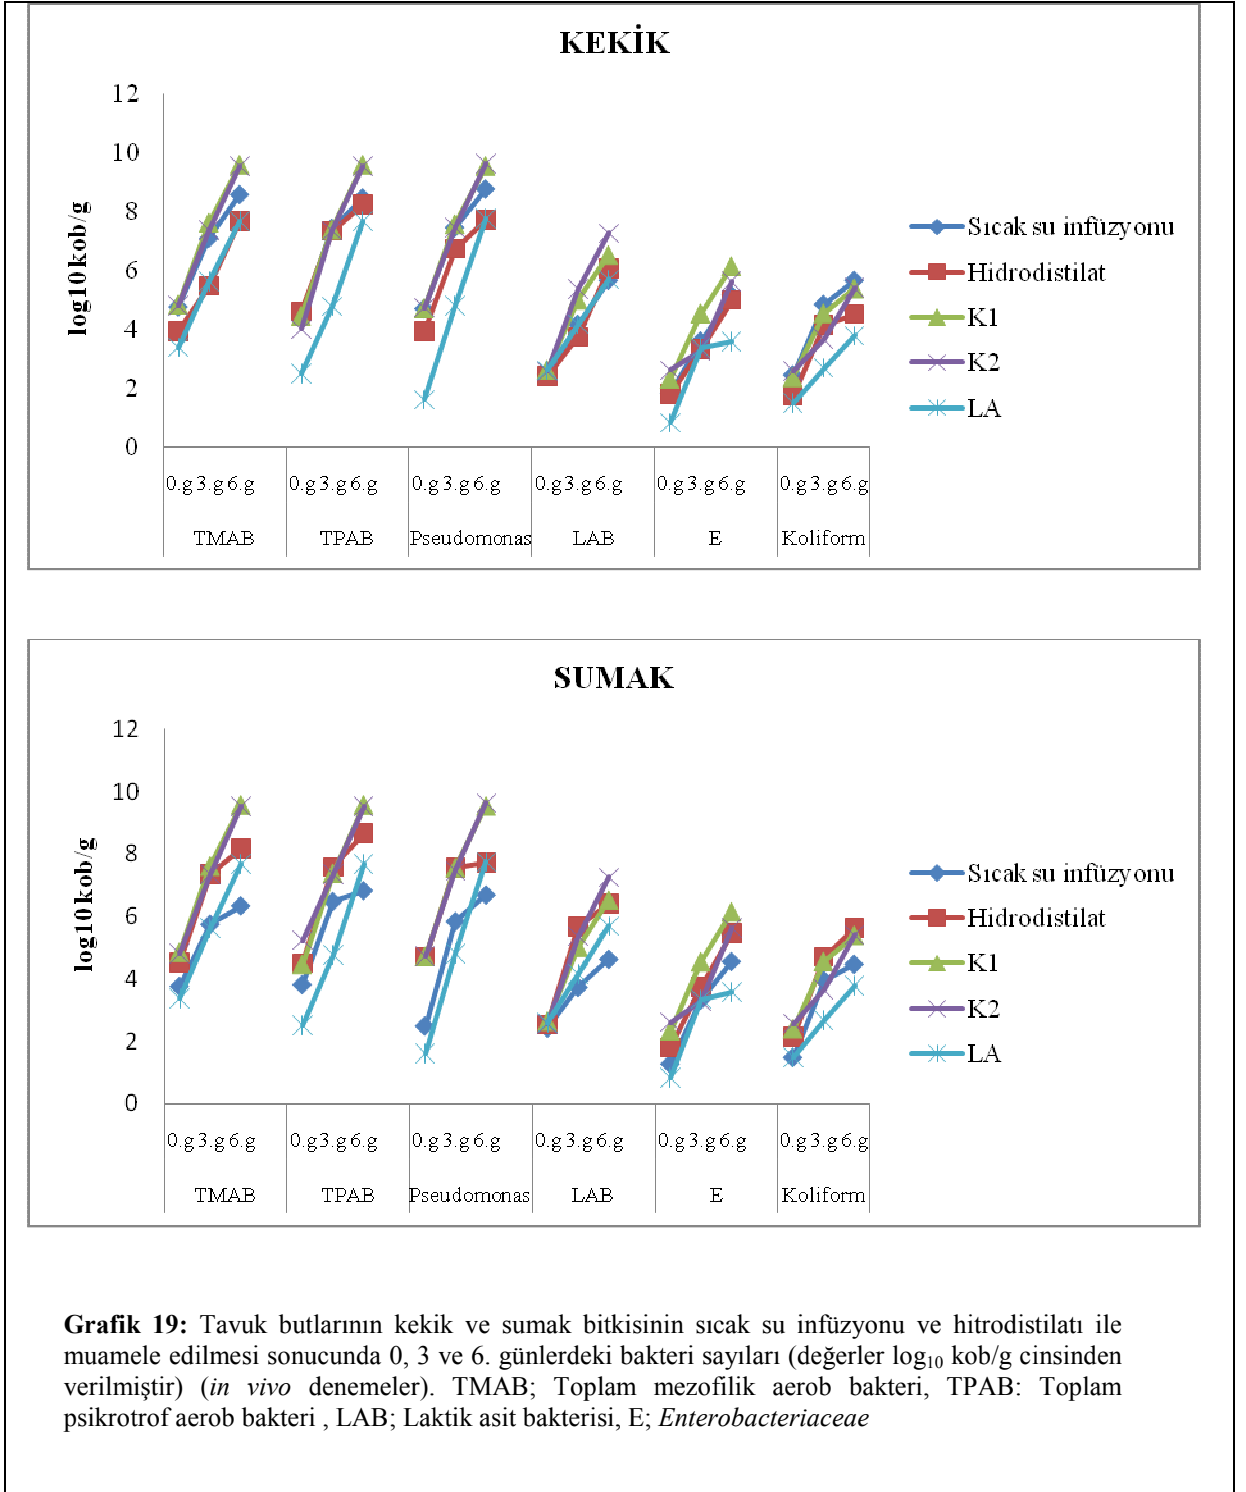 KEKİK
12
10
8
6
4
2
0
log10 kob/g
0.g 3.g 6.g 0.g 3.g 6.g 0.g 3.g 6.g 0.g 3.g 6.g 0.g 3.g 6.g 0.g 3.g 6.g
TMAB TPAB Pseudomonas LAB E Koliform
Sıcak su infüzyonu
Hidrodistilat
K1
K2
LA
SUMAK
12
10
8
6
4
2
0
log10 kob/g
0.g 3.g 6.g 0.g 3.g 6.g 0.g 3.g 6.g 0.g 3.g 6.g 0.g 3.g 6.g 0.g 3.g 6.g
TMAB TPAB Pseudomonas LAB E Koliform
Sıcak su infüzyonu
Hidrodistilat
K1
K2
LA
Grafik 19: Tavuk butlarının kekik ve sumak bitkisinin sıcak su infüzyonu ve hitrodistilatı ile
muamele edilmesi sonucunda 0, 3 ve 6. günlerdeki bakteri sayıları (değerler log₁₀ kob/g cinsinden
verilmiştir) (in vivo denemeler). TMAB; Toplam mezofilik aerob bakteri, TPAB: Toplam
psikrotrof aerob bakteri , LAB; Laktik asit bakterisi, E; Enterobacteriaceae